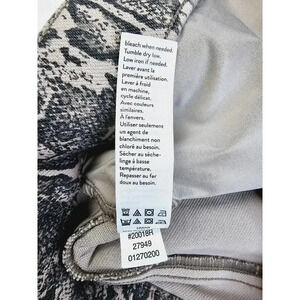 bleach when needed.
Tumble dry low.
Low iron if needed.
Laver avant la
première utilisation.
Laver à froid
en machine,
cycle délicat.
Avec couleurs
similaires.
À l'envers.
Utiliser seulement
un agent de
blanchiment non
chloré au besoin.
Sécher au sèche-
linge à basse
température.
Repasser au fer
doux au besoin.
#20018R
27949
01270200